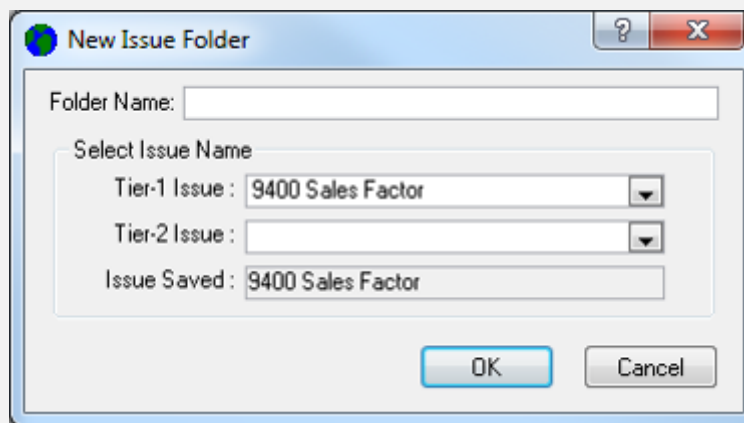 New Issue Folder
?
X
Folder Name:
Select Issue Name
Tier-1 Issue : 9400 Sales Factor
Tier-2 Issue :
Issue Saved : 9400 Sales Factor
OK Cancel